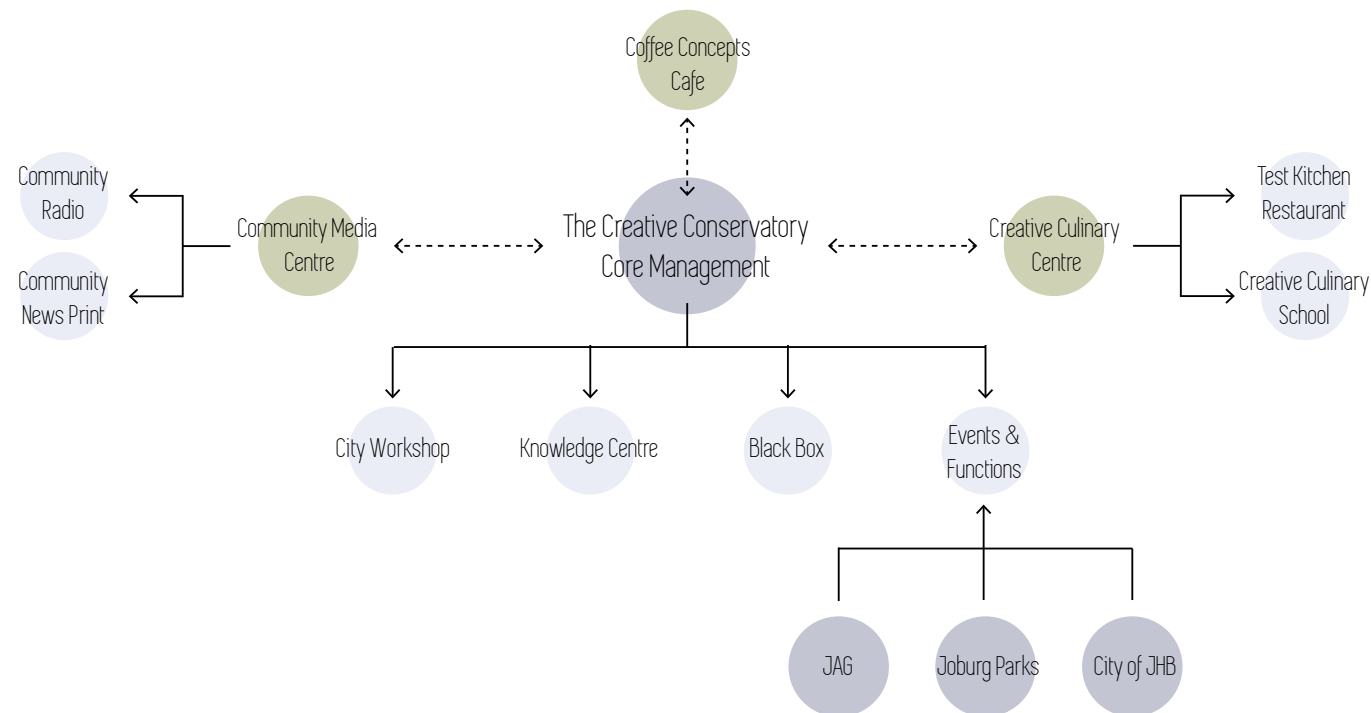 Coffee Concepts
Cafe
Community
Radio
Community
News Print
Community Media
Centre
The Creative Conservatory
Core Management
Creative Culinary
Centre
Test Kitchen
Restaurant
Creative Culinary
School
City Workshop
Knowledge Centre
Black Box
Events &
Functions
JAG
Joburg Parks
City of JHB